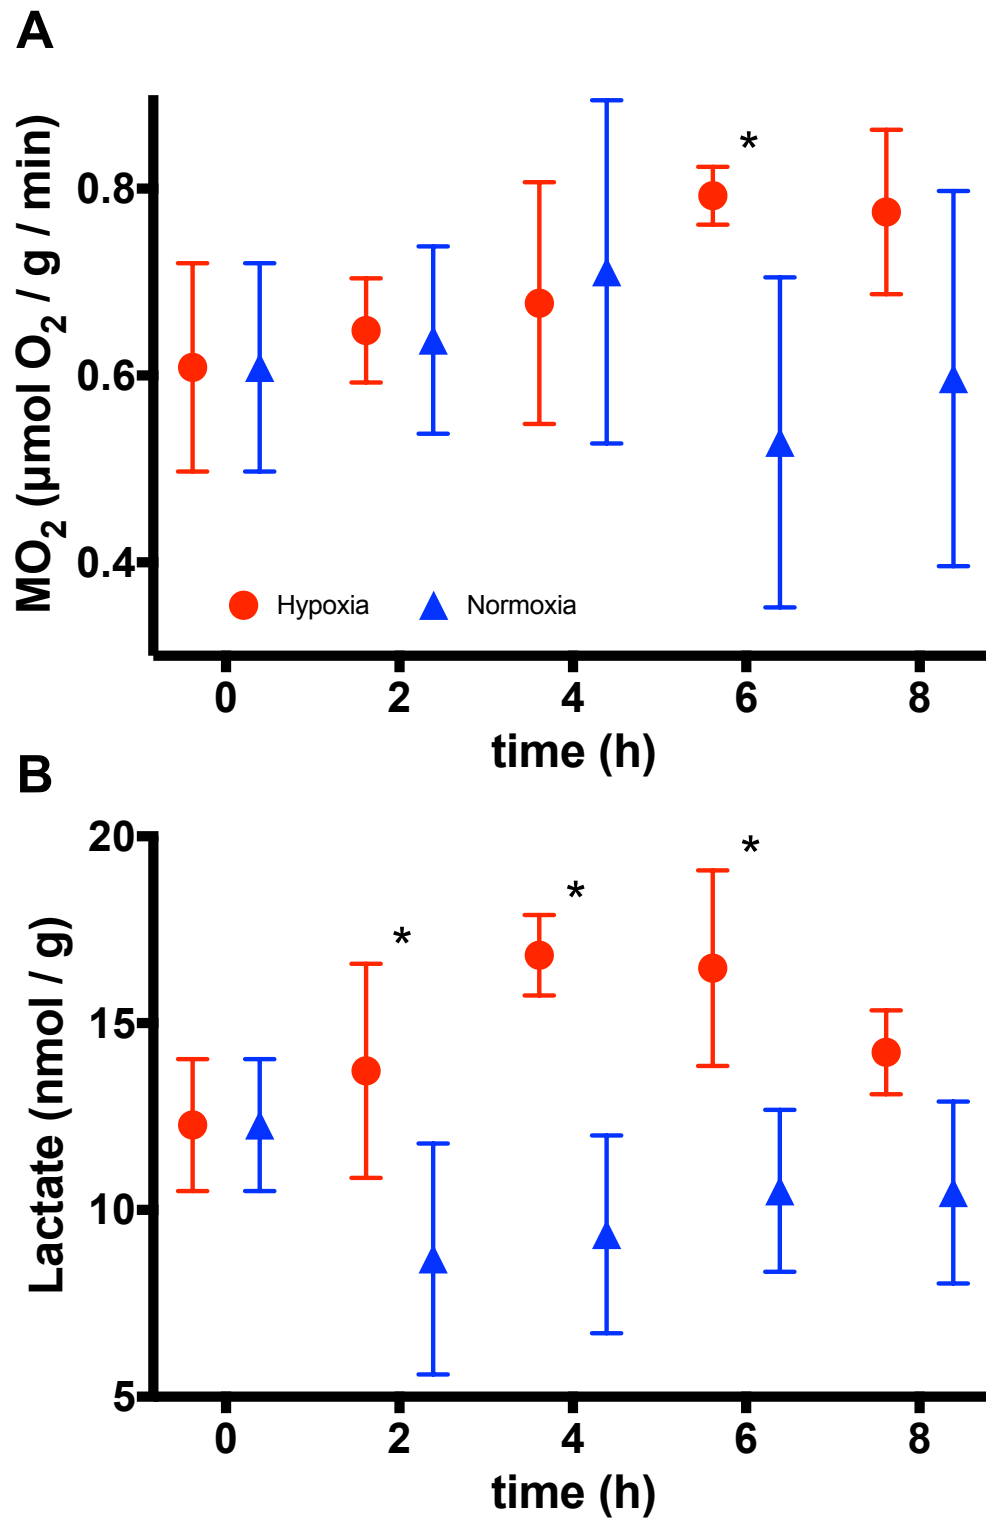 A
MO₂ (μmol O₂ / g / min)
0.8
*
0.6
0.4
Hypoxia Normoxia
0 2 4 6 8
time (h)
B
Lactate (nmol / g)
20
*
*
*
15
10
5
0 2 4 6 8
time (h)